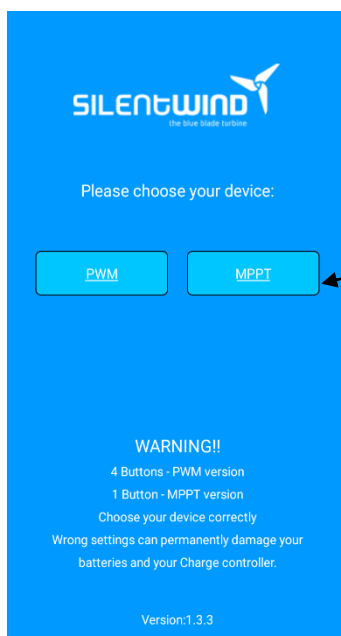 SILENTWIND
the blue blade turbine
Please choose your device:
PWM
MPPT
WARNING!!
4 Buttons - PWM version
1 Button - MPPT version
Choose your device correctly
Wrong settings can permanently damage your
batteries and your Charge controller.
Version:1.3.3